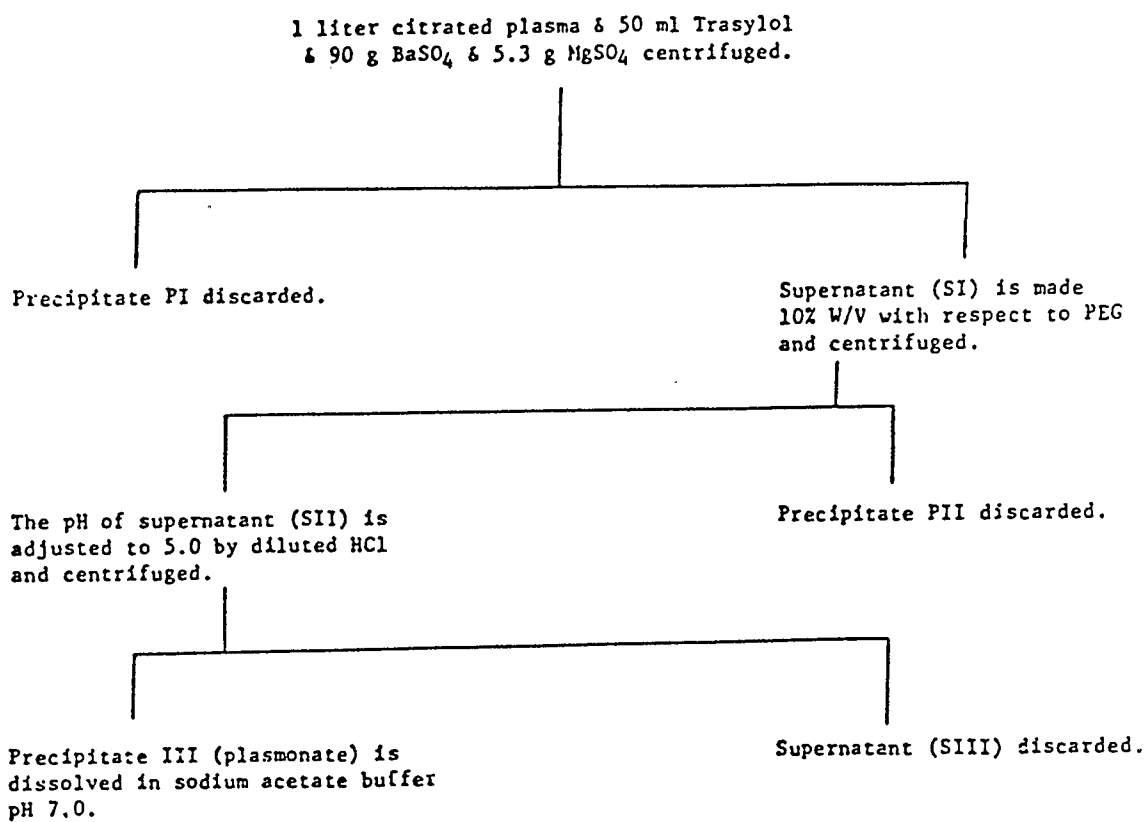 1 liter citrated plasma & 50 ml Trasylol
& 90 g BaSO₄ & 5.3 g MgSO₄ centrifuged.
Precipitate PI discarded.
Supernatant (SI) is made
10% W/V with respect to PEG
and centrifuged.
The pH of supernatant (SII) is
adjusted to 5.0 by diluted HCl
and centrifuged.
Precipitate PII discarded.
Precipitate III (plasmonate) is
dissolved in sodium acetate buffer
pH 7.0.
Supernatant (SIII) discarded.